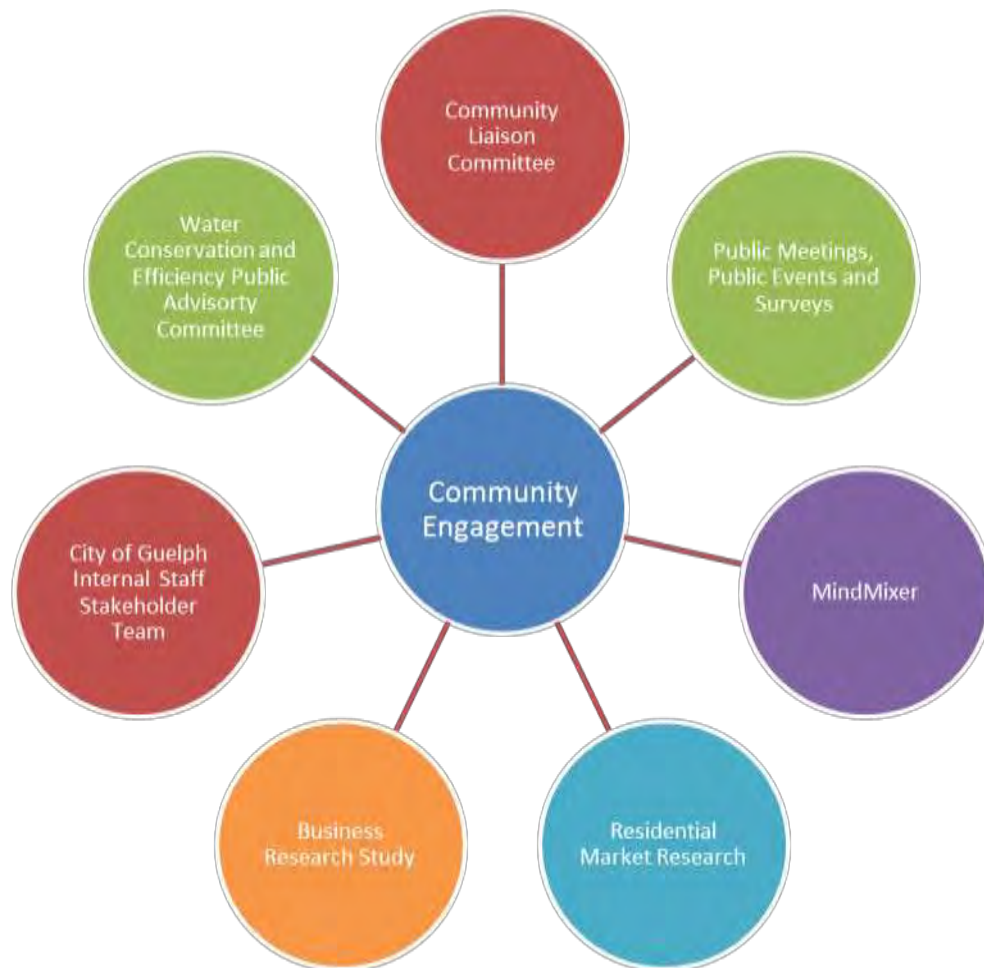 Community
Liaison
Committee
Public Meetings,
Public Events and
Surveys
MindMixer
Residential
Market Research
Business
Research Study
City of Guelph
Internal Staff
Stakeholder
Team
Water
Conservation and
Efficiency Public
Advisorty
Committee
Community
Engagement